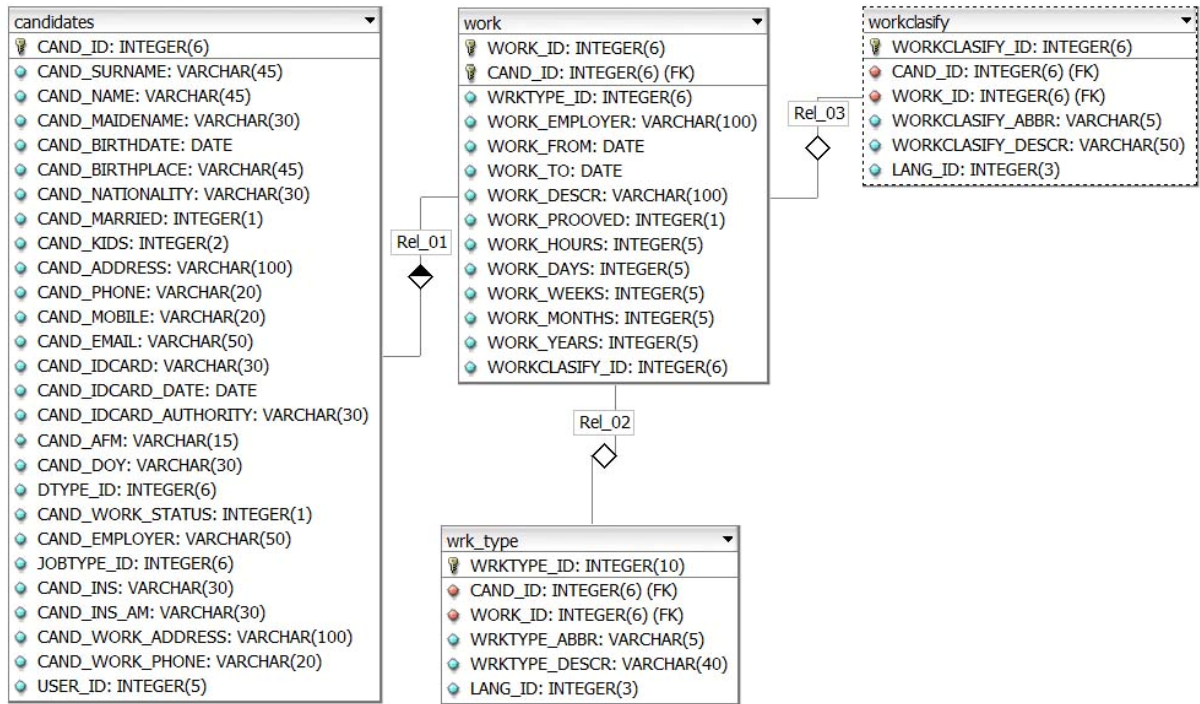 candidates
CAND_ID: INTEGER(6)
CAND_SURNAME: VARCHAR(45)
CAND_NAME: VARCHAR(45)
CAND_MAIDENAME: VARCHAR(30)
CAND_BIRTHDATE: DATE
CAND_BIRTHPLACE: VARCHAR(45)
CAND_NATIONALITY: VARCHAR(30)
CAND_MARRIED: INTEGER(1)
CAND_KIDS: INTEGER(2)
CAND_ADDRESS: VARCHAR(100)
CAND_PHONE: VARCHAR(20)
CAND_MOBILE: VARCHAR(20)
CAND_EMAIL: VARCHAR(50)
CAND_IDCARD: VARCHAR(30)
CAND_IDCARD_DATE: DATE
CAND_IDCARD_AUTHORITY: VARCHAR(30)
CAND_AFM: VARCHAR(15)
CAND_DOY: VARCHAR(30)
DTYPE_ID: INTEGER(6)
CAND_WORK_STATUS: INTEGER(1)
CAND_EMPLOYER: VARCHAR(50)
JOBTYPE_ID: INTEGER(6)
CAND_INS: VARCHAR(30)
CAND_INS_AM: VARCHAR(30)
CAND_WORK_ADDRESS: VARCHAR(100)
CAND_WORK_PHONE: VARCHAR(20)
USER_ID: INTEGER(5)
Rel_01
work
WORK_ID: INTEGER(6)
CAND_ID: INTEGER(6) (FK)
WRKTYPE_ID: INTEGER(6)
WORK_EMPLOYER: VARCHAR(100)
WORK_FROM: DATE
WORK_TO: DATE
WORK_DESCR: VARCHAR(100)
WORK_PROOVED: INTEGER(1)
WORK_HOURS: INTEGER(5)
WORK_DAYS: INTEGER(5)
WORK_WEEKS: INTEGER(5)
WORK_MONTHS: INTEGER(5)
WORK_YEARS: INTEGER(5)
WORKCLASIFY_ID: INTEGER(6)
Rel_03
workclasify
WORKCLASIFY_ID: INTEGER(6)
CAND_ID: INTEGER(6) (FK)
WORK_ID: INTEGER(6) (FK)
WORKCLASIFY_ABBR: VARCHAR(5)
WORKCLASIFY_DESCR: VARCHAR(50)
LANG_ID: INTEGER(3)
Rel_02
wrk_type
WRKTYPE_ID: INTEGER(10)
CAND_ID: INTEGER(6) (FK)
WORK_ID: INTEGER(6) (FK)
WRKTYPE_ABBR: VARCHAR(5)
WRKTYPE_DESCR: VARCHAR(40)
LANG_ID: INTEGER(3)